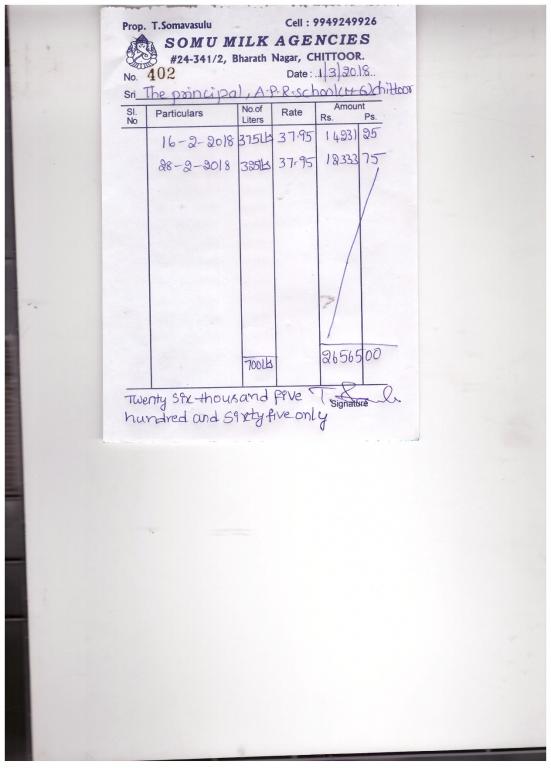 Prop. T.Somavasulu Cell : 9949249926
SOMU MILK AGENCIES
#24-341/2, Bharath Nagar, CHITTOOR.
No. 402 Date : 1/3/2018
Sri The principal, A.P.R.school(H-G)chittoor
Sl. No Particulars No.of Liters Rate Amount Rs. Ps.
16-2-2018 375Lts 37.95 14231 25
28-2-2018 325Lts 37.95 12333 75
700Lts 26565 00
Twenty six thousand five
Signature
hundred and sixty five only